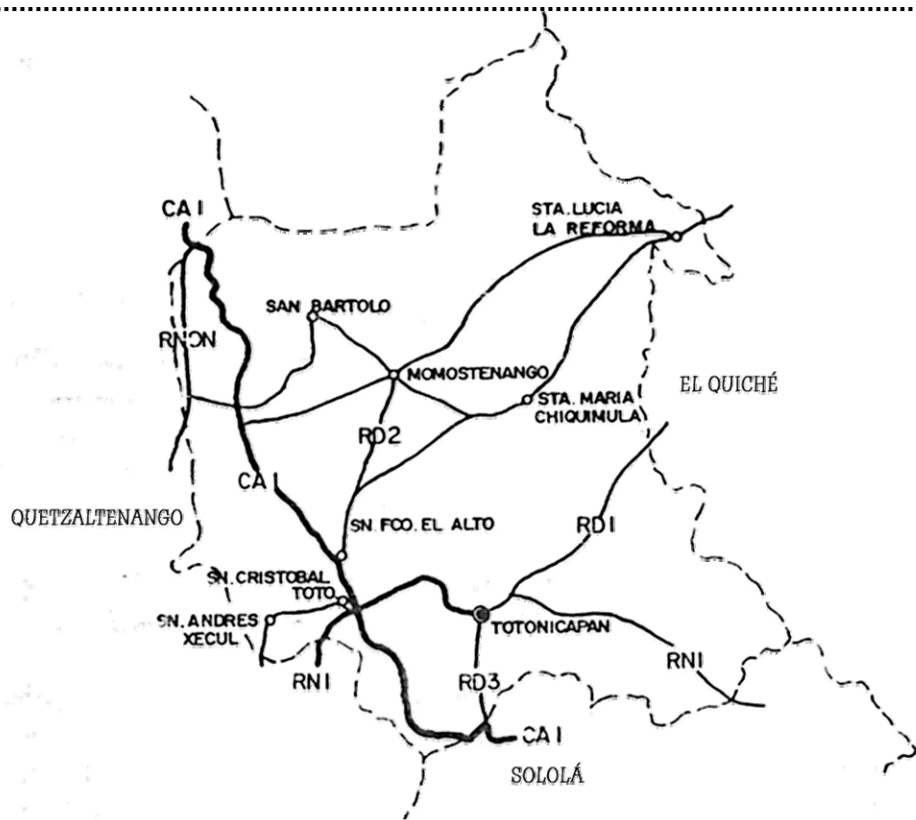 CA 1
STA. LUCIA
LA REFORMA
SAN BARTOLO
RNON
MOMOSTENANGO
EL QUICHÉ
STA. MARIA
CHIQUIMULA
RD2
CA 1
QUETZALTENANGO
SN. FCO. EL ALTO
RD1
SN. CRISTOBAL
TOTO
SN. ANDRES
XECUL
TOTONICAPAN
RN1
RN1
RD3
CA 1
SOLOLÁ